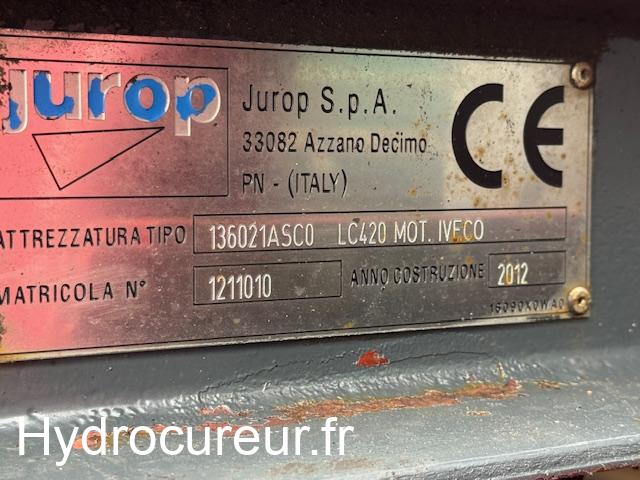 jurop
Jurop S.p.A.
33082 Azzano Decimo
PN - (ITALY)
CE
ATTREZZATURA TIPO 136021ASC0 LC420 MOT. IVECO
MATRICOLA N° 1211010 ANNO COSTRUZIONE 2012
16090X0WA0
Hydrocureur.fr